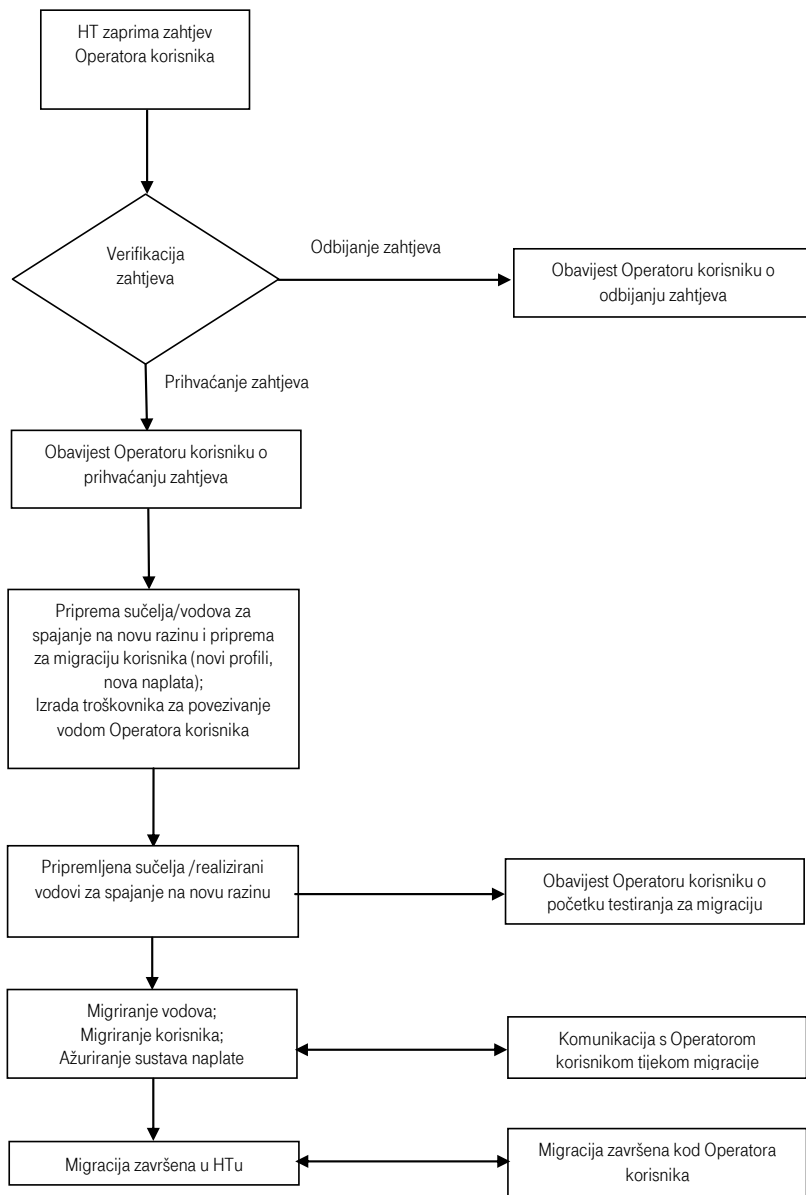 HT zaprima zahtjev
Operatora korisnika
Verifikacija
zahtjeva
Odbijanje zahtjeva
Obavijest Operatoru korisniku o
odbijanju zahtjeva
Prihvaćanje zahtjeva
Obavijest Operatoru korisniku o
prihvaćanju zahtjeva
Priprema sučelja/vodova za
spajanje na novu razinu i priprema
za migraciju korisnika (novi profili,
nova naplata);
Izrada troškovnika za povezivanje
vodom Operatora korisnika
Pripremljena sučelja /realizirani
vodovi za spajanje na novu razinu
Obavijest Operatoru korisniku o
početku testiranja za migraciju
Migriranje vodova;
Migriranje korisnika;
Ažuriranje sustava naplate
Komunikacija s Operatorom
korisnikom tijekom migracije
Migracija završena u HTu
Migracija završena kod Operatora
korisnika